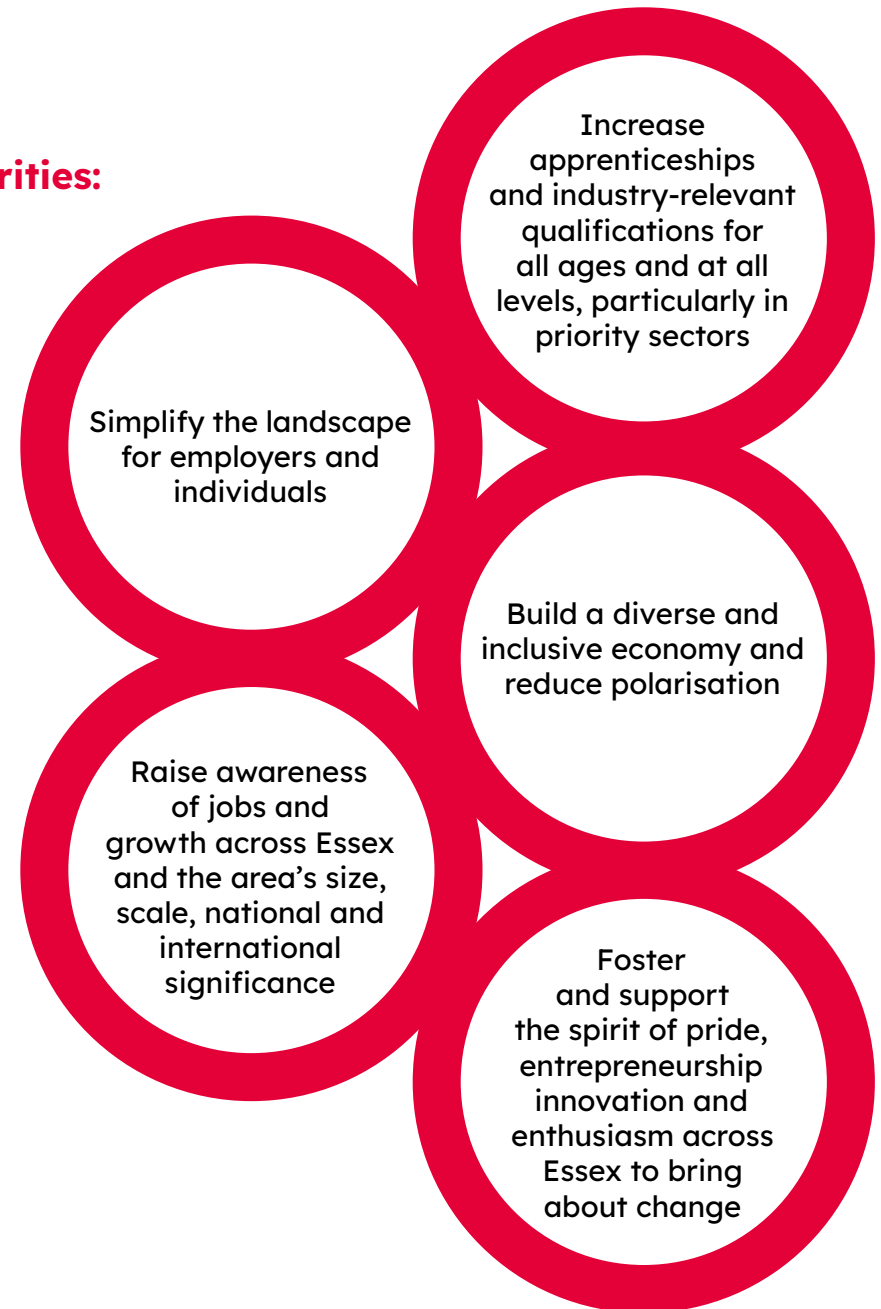 rities:
Increase
apprenticeships
and industry-relevant
qualifications for
all ages and at all
levels, particularly in
priority sectors
Simplify the landscape
for employers and
individuals
Build a diverse and
inclusive economy and
reduce polarisation
Raise awareness
of jobs and
growth across Essex
and the area’s size,
scale, national and
international
significance
Foster
and support
the spirit of pride,
entrepreneurship
innovation and
enthusiasm across
Essex to bring
about change